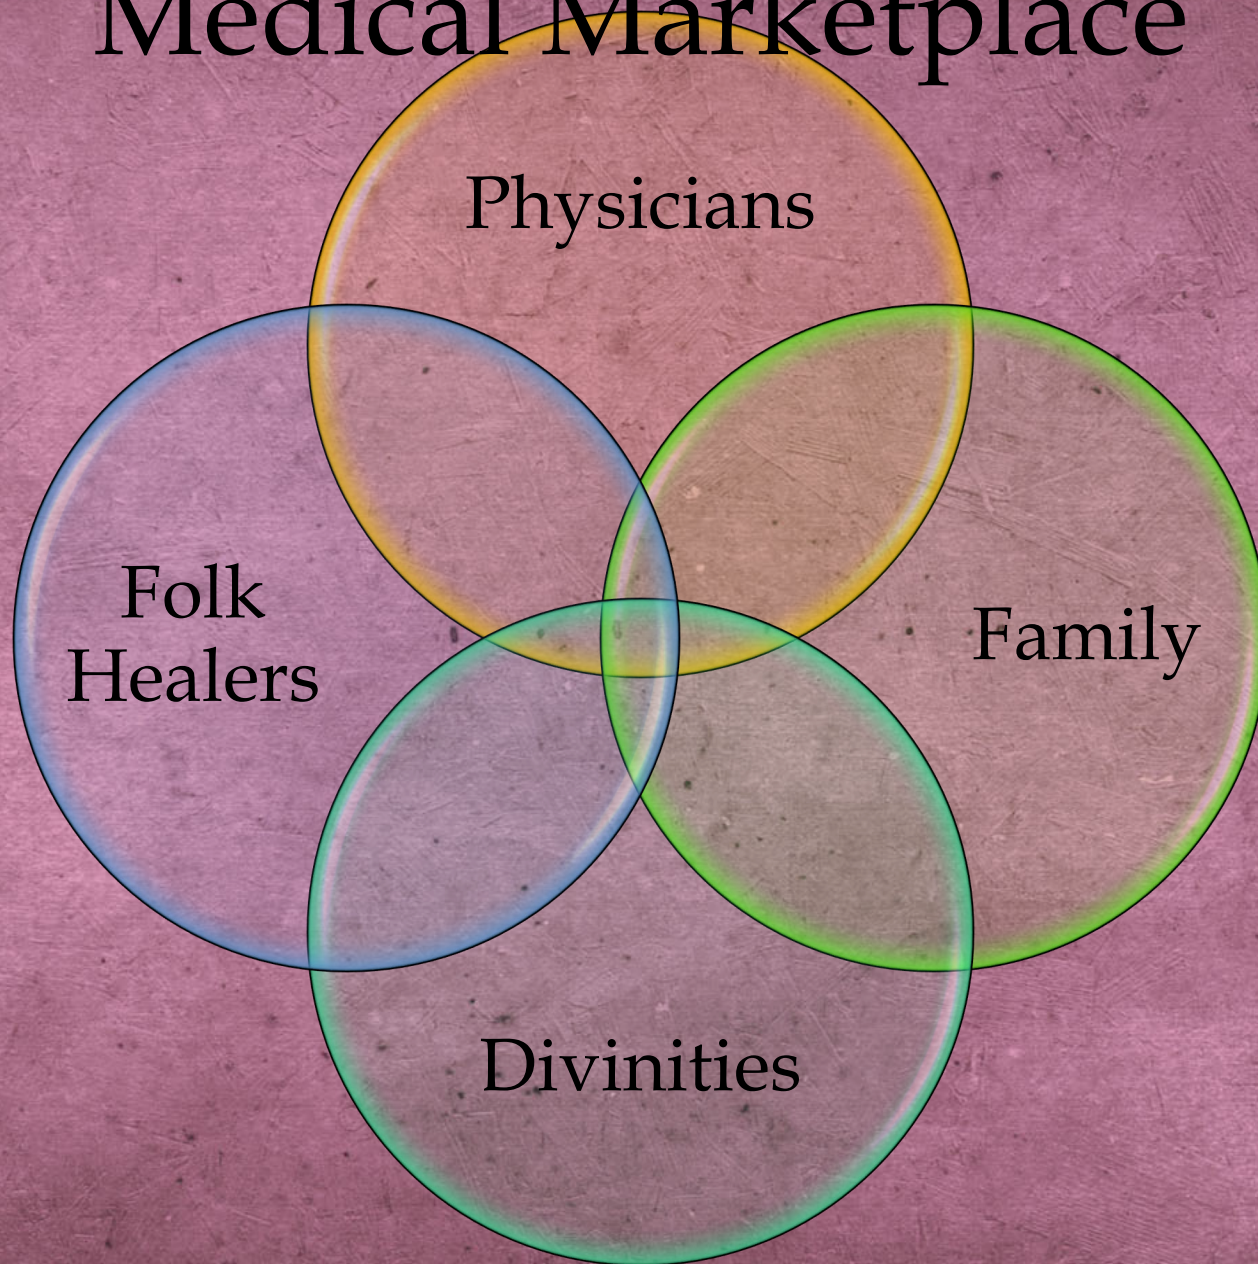 Medical Marketplace
Physicians
Folk
Healers
Family
Divinities